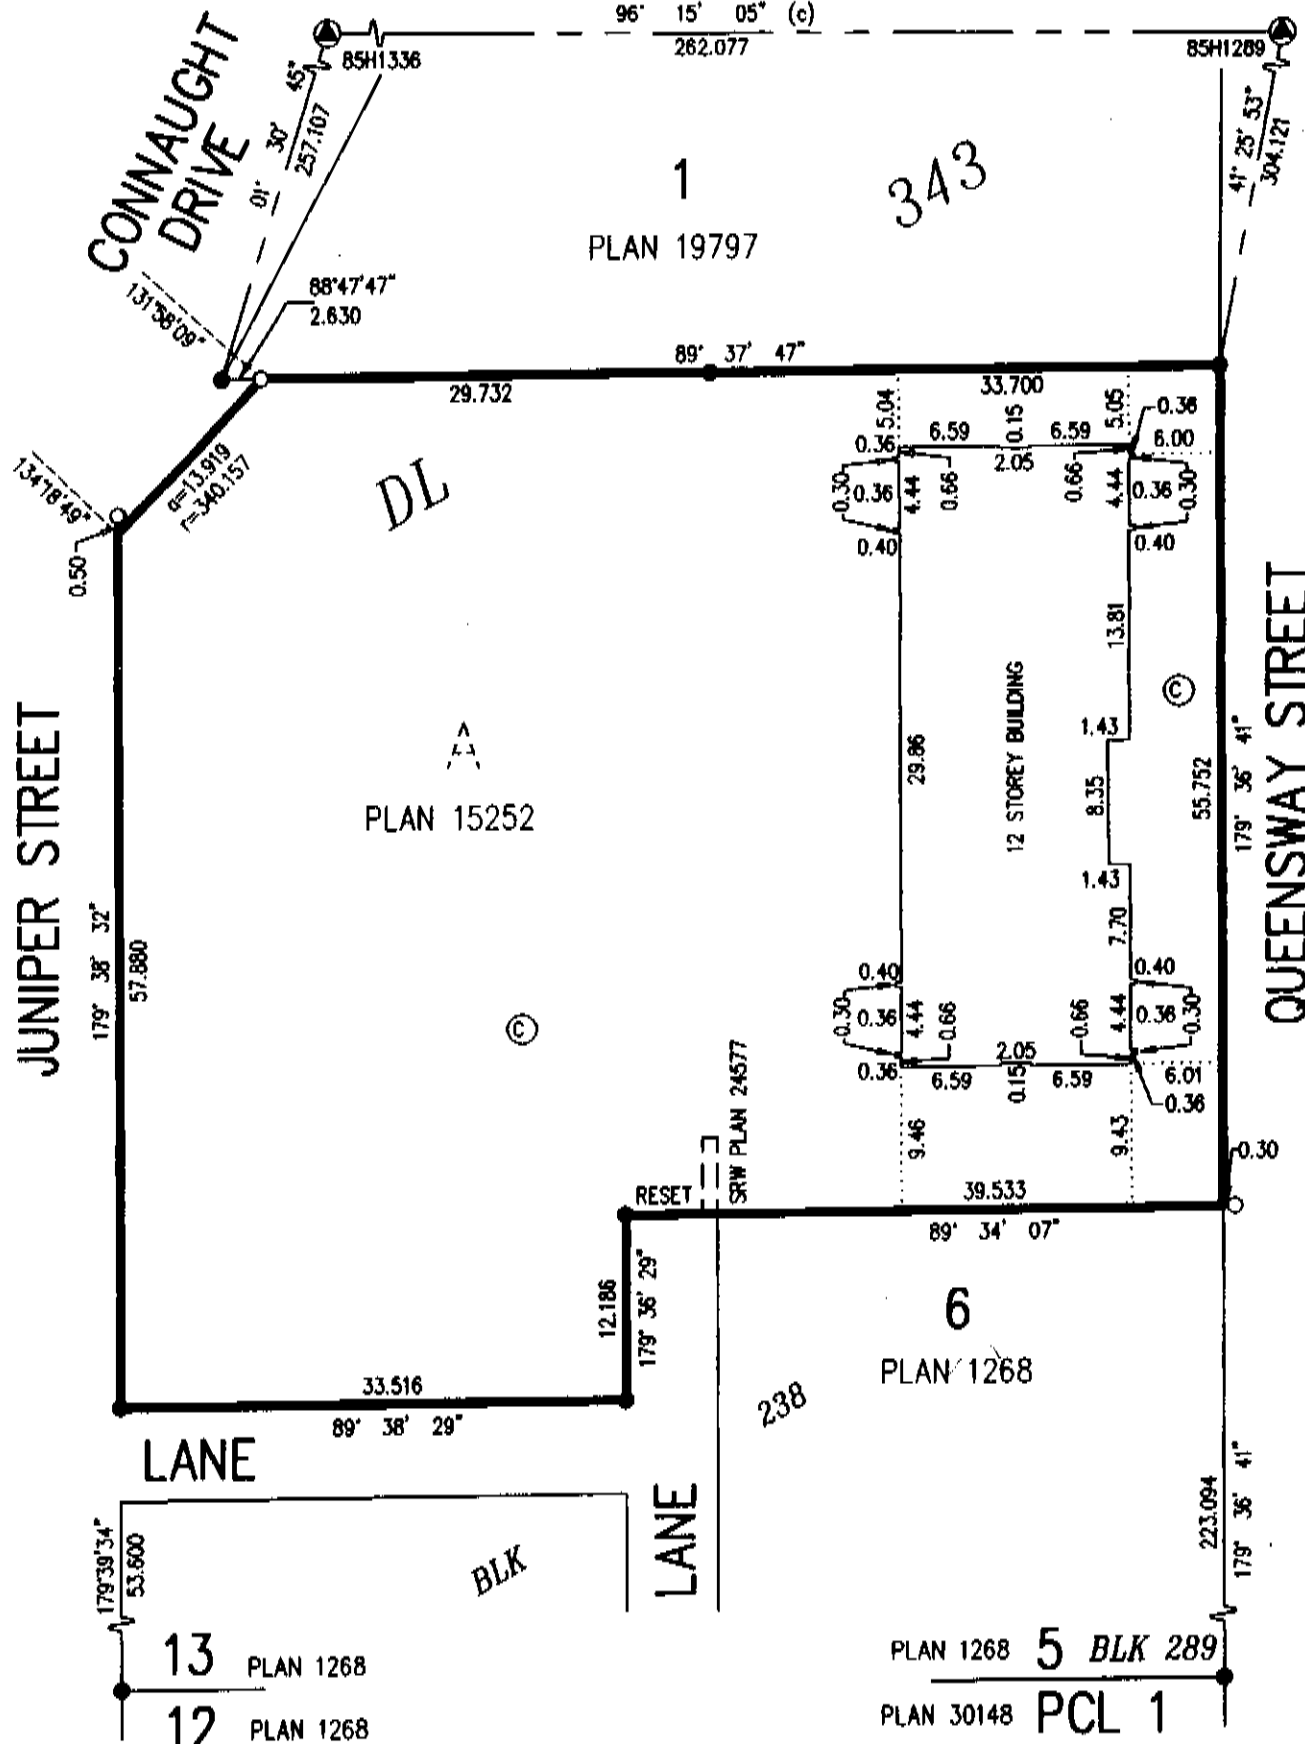 96° 15' 05" (c)
262.077
85H1336
85H1289
CONNAUGHT
DRIVE
01° 30' 45"
257.107
41° 25' 53"
304.121
1
343
PLAN 19797
131°58'09"
88°47'47"
2.630
89° 37' 47"
29.732
33.700
134°18'49"
a=13.919
r=340.157
0.50
DL
5.04
0.15
5.05
0.36
6.59
6.59
0.36
6.00
2.05
0.30
0.36
4.44
0.66
0.66
4.44
0.36
0.30
0.40
0.40
13.81
12 STOREY BUILDING
C
A
PLAN 15252
29.86
1.43
8.35
1.43
55.752
179° 36' 41"
QUEENSWAY STREET
JUNIPER STREET
179° 38' 32"
57.880
7.70
C
0.40
0.40
0.30
0.36
4.44
0.66
0.66
4.44
0.36
0.30
2.05
0.36
6.59
0.15
6.59
6.01
0.36
SRW PLAN 24577
9.46
9.43
0.30
RESET
39.533
89° 34' 07"
12.186
179° 36' 29"
6
PLAN 1268
33.516
89° 38' 29"
238
LANE
LANE
179°39'34"
53.600
BLK
223.094
179° 36' 41"
13 PLAN 1268
PLAN 1268 5 BLK 289
12 PLAN 1268
PLAN 30148 PCL 1